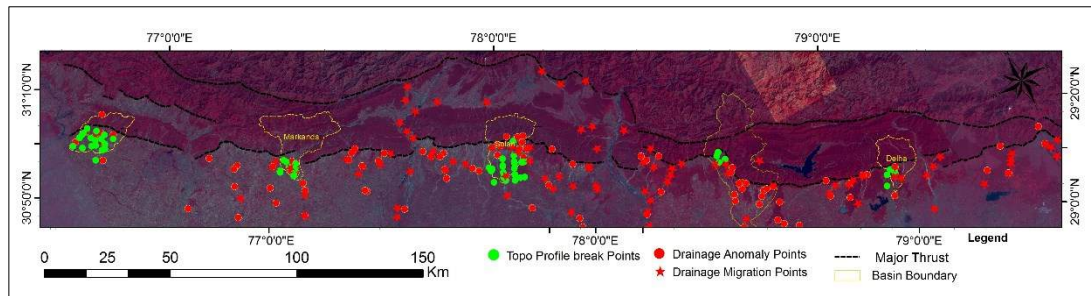 77°0'0"E 78°0'0"E 79°0'0"E
31°10'0"N
29°20'0"N
Markanda
Delha
30°50'0"N
29°0'0"N
77°0'0"E 78°0'0"E 79°0'0"E
Legend
0 25 50 100 150
Km
Topo Profile break Points
Drainage Anomaly Points
Drainage Migration Points
Major Thrust
Basin Boundary